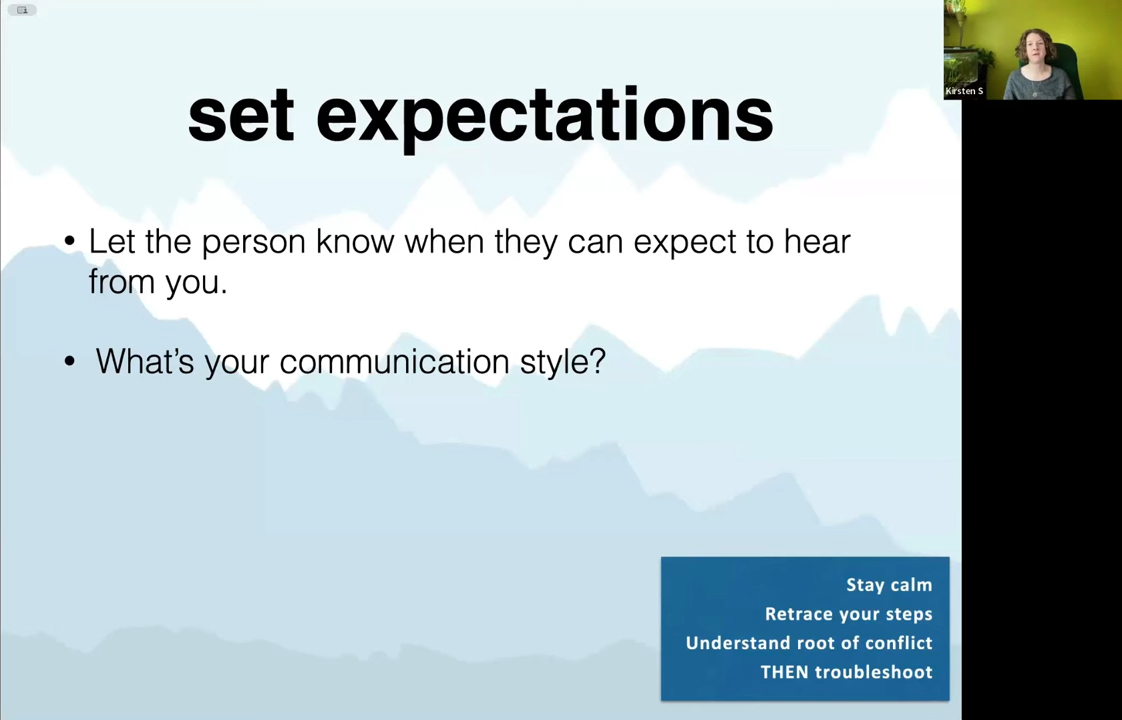 set expectations
• Let the person know when they can expect to hear
from you.
• What's your communication style?
Stay calm
Retrace your steps
Understand root of conflict
THEN troubleshoot
Kirsten S